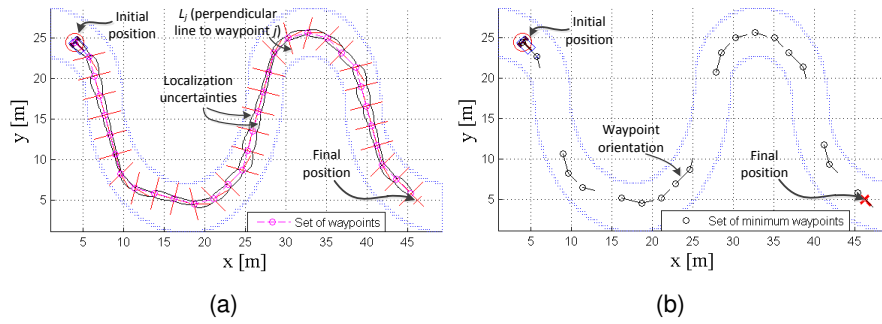 Initial
position
L_j (perpendicular
line to waypoint j)
Localization
uncertainties
Final
position
Set of waypoints
25
20
15
10
5
y [m]
5 10 15 20 25 30 35 40 45
x [m]
(a)
Initial
position
Waypoint
orientation
Final
position
Set of minimum waypoints
25
20
15
10
5
y [m]
5 10 15 20 25 30 35 40 45
x [m]
(b)